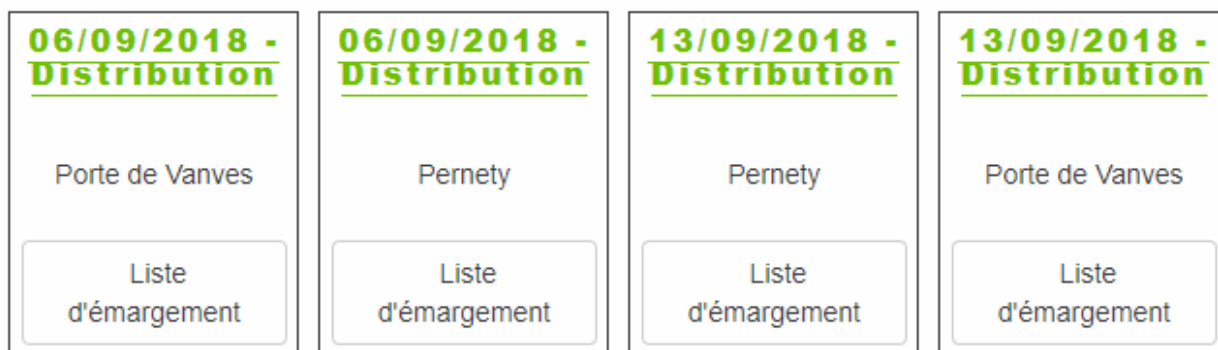 06/09/2018 -
Distribution
Porte de Vanves
Liste
d'émargement
06/09/2018 -
Distribution
Pernety
Liste
d'émargement
13/09/2018 -
Distribution
Pernety
Liste
d'émargement
13/09/2018 -
Distribution
Porte de Vanves
Liste
d'émargement